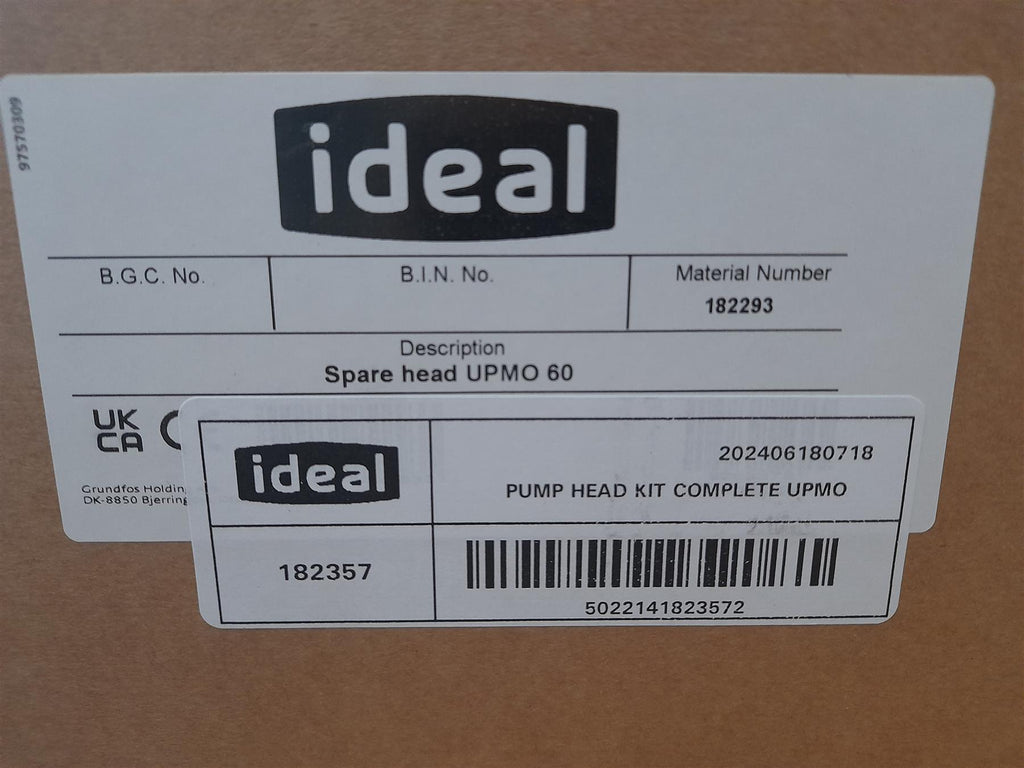 97570309
ideal
B.G.C. No.
B.I.N. No.
Material Number
182293
Description
Spare head UPMO 60
UK
CA
Grundfos Holdin
DK-8850 Bjerring
ideal
202406180718
PUMP HEAD KIT COMPLETE UPMO
182357
5022141823572